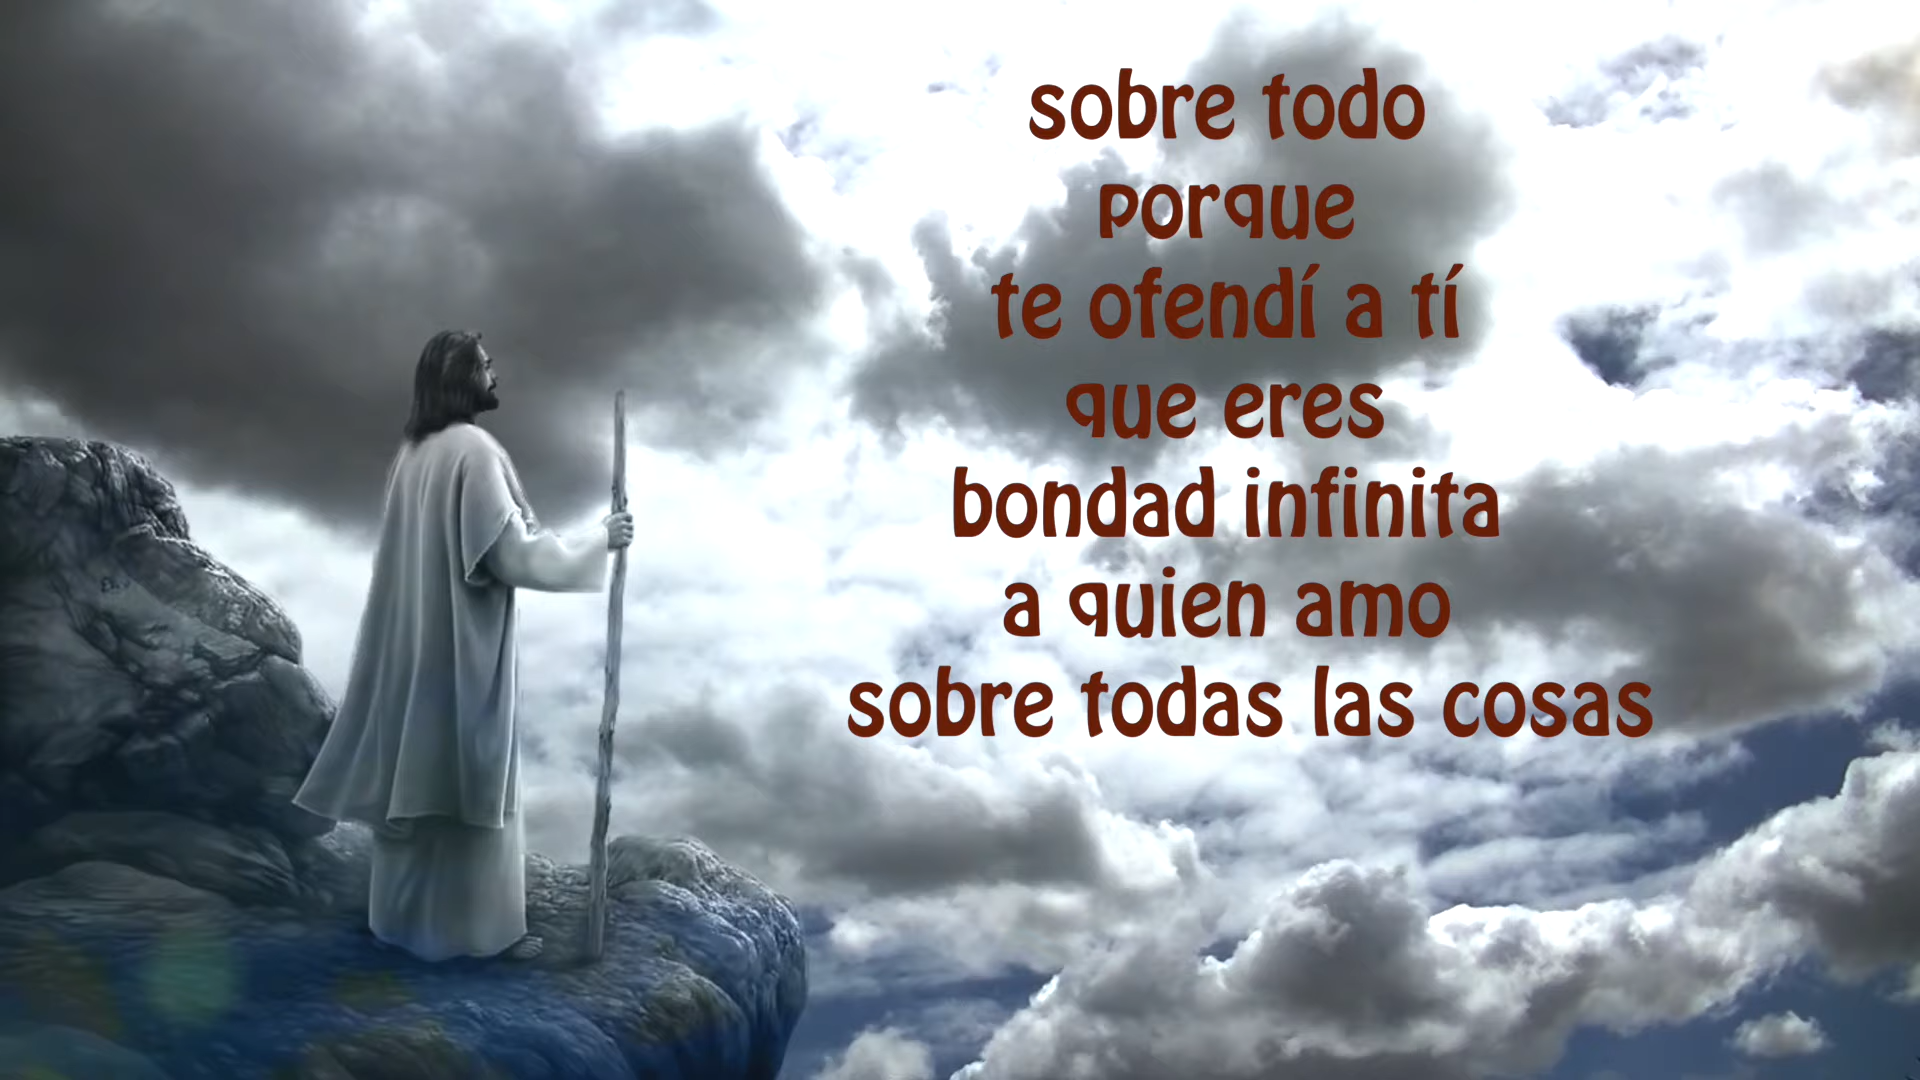 sobre todo
porque
te ofendí a tí
que eres
bondad infinita
a quien amo
sobre todas las cosas